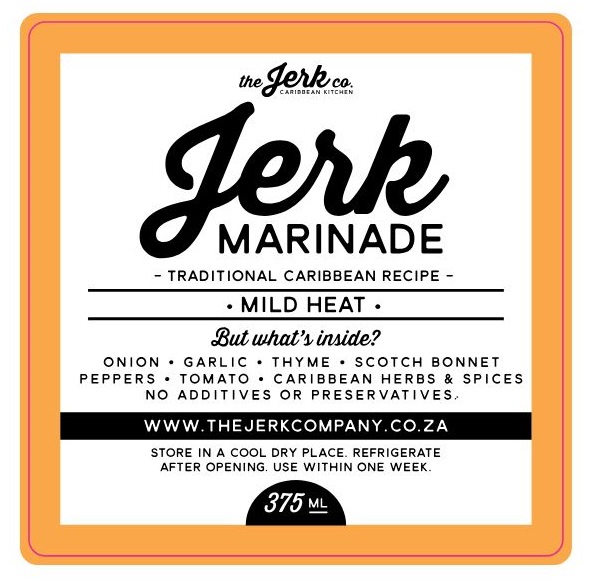 the Jerk co.
CARIBBEAN KITCHEN
Jerk
MARINADE
- TRADITIONAL CARIBBEAN RECIPE -
• MILD HEAT •
But what's inside?
ONION • GARLIC • THYME • SCOTCH BONNET
PEPPERS • TOMATO • CARIBBEAN HERBS & SPICES
NO ADDITIVES OR PRESERVATIVES.
WWW.THEJERKCOMPANY.CO.ZA
STORE IN A COOL DRY PLACE. REFRIGERATE
AFTER OPENING. USE WITHIN ONE WEEK.
375 ML